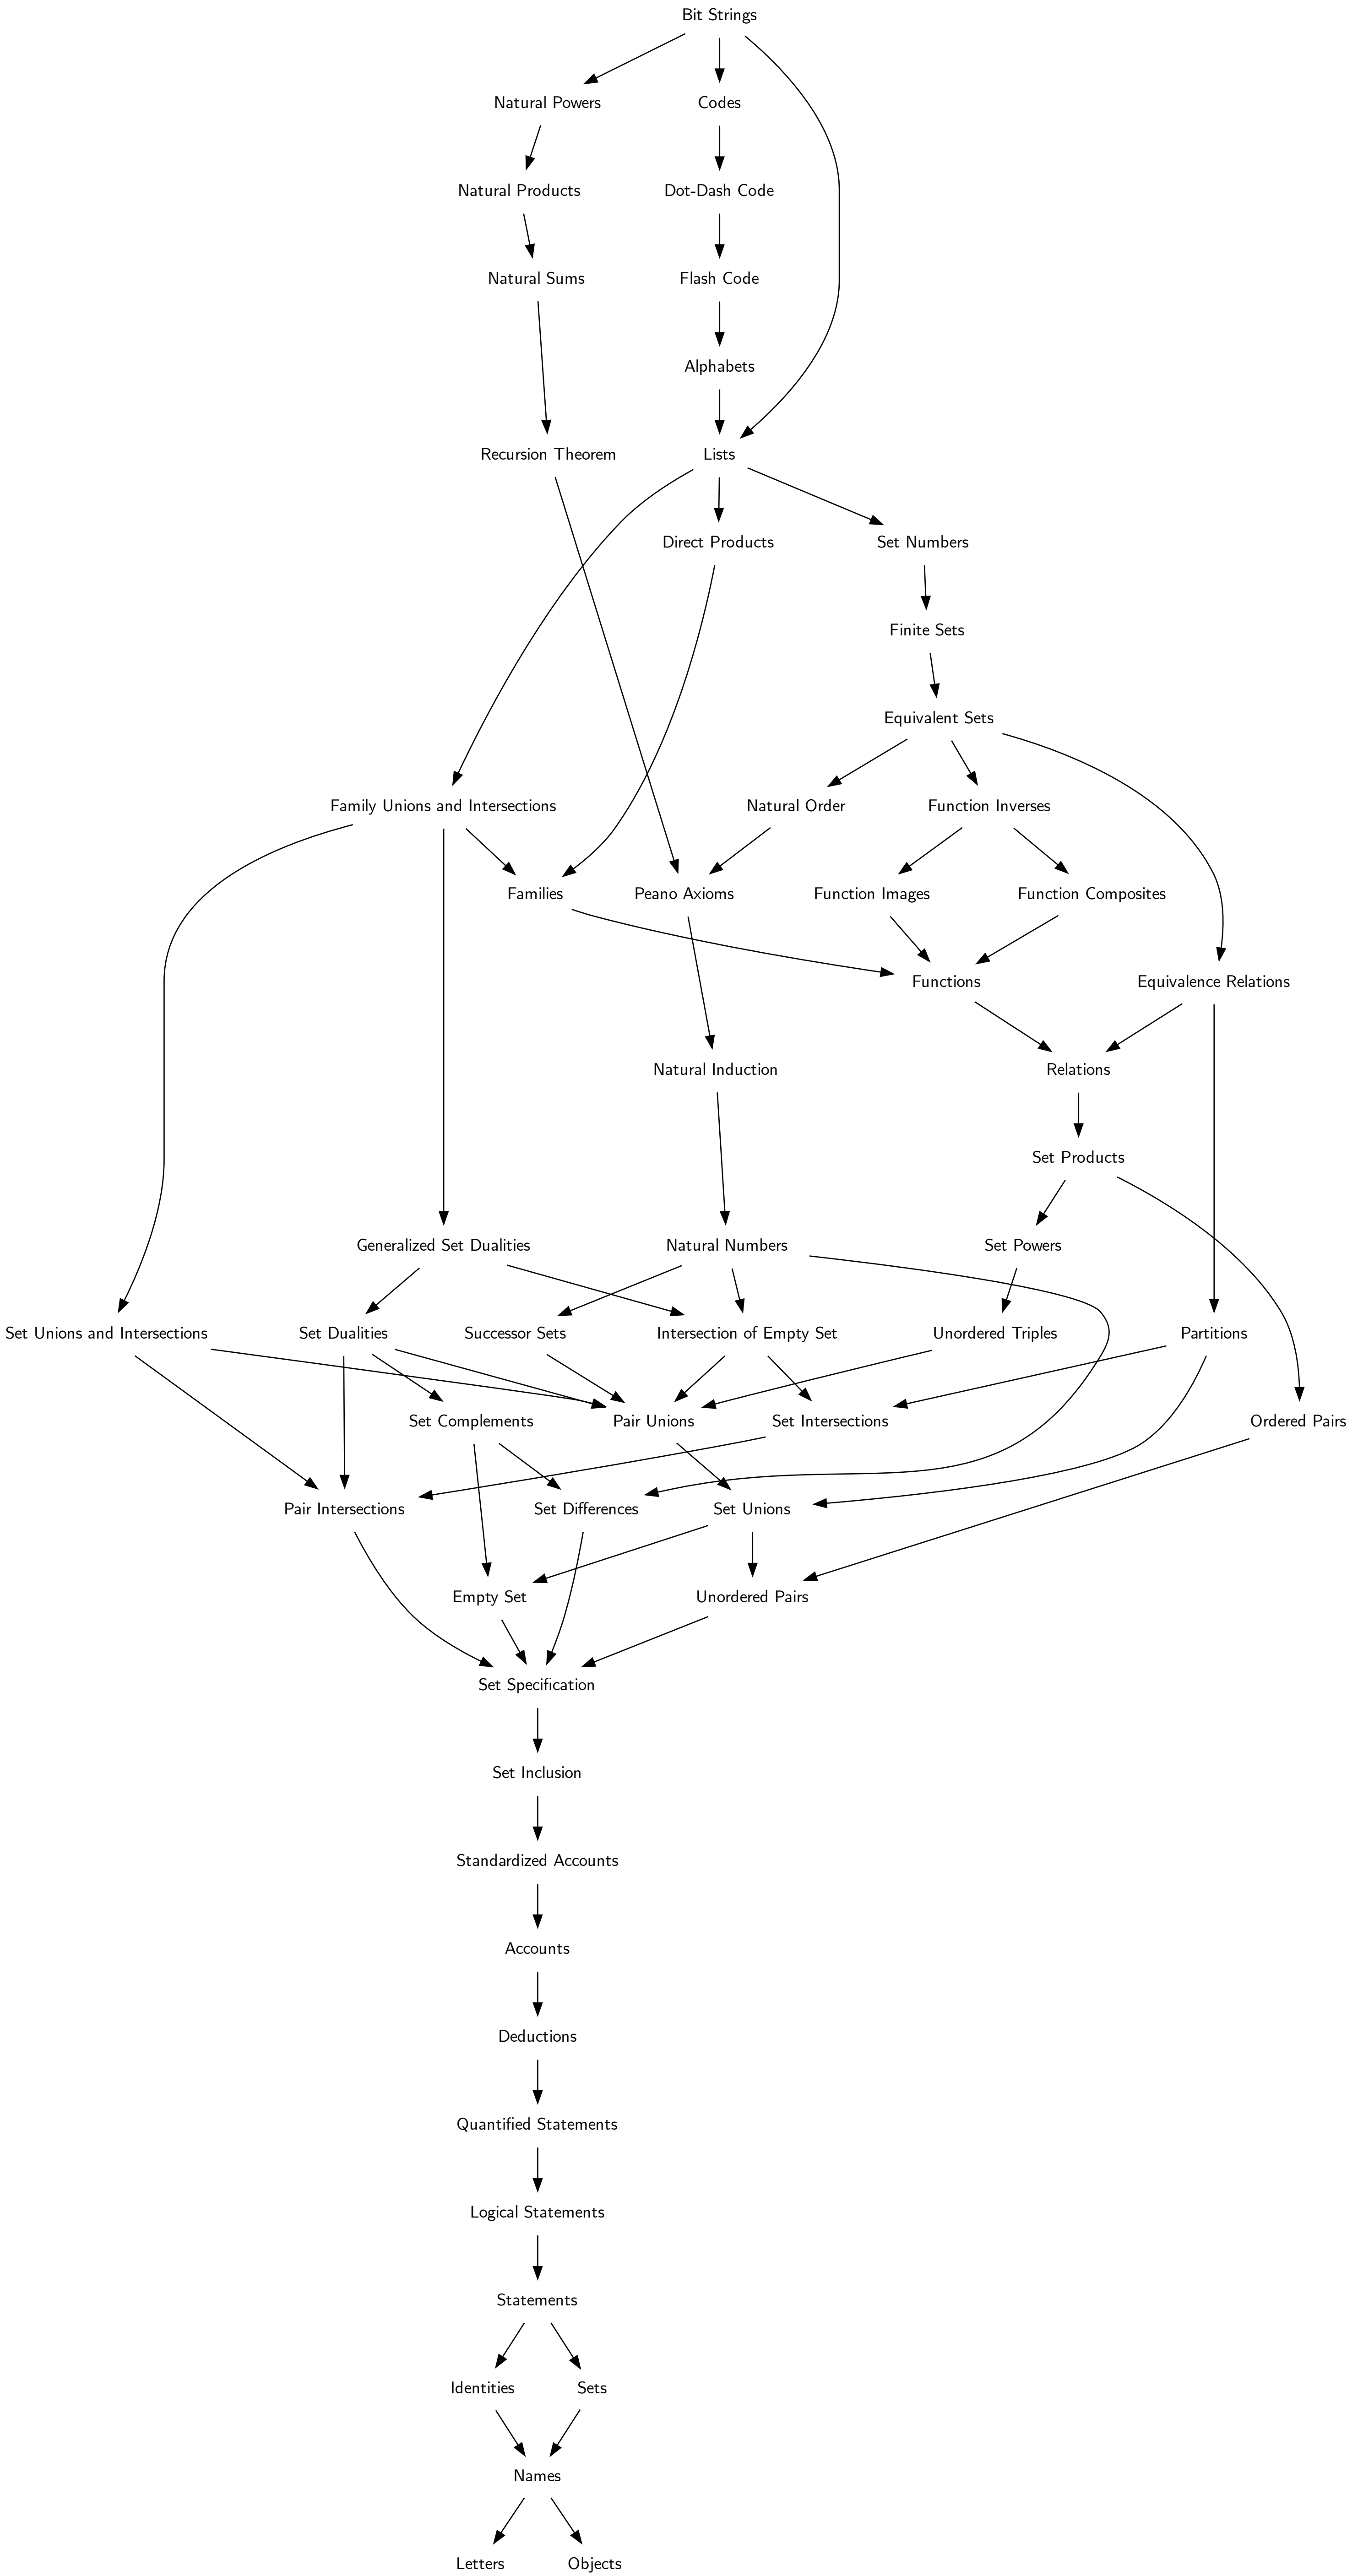 Bit Strings
Natural Powers
Codes
Natural Products
Dot-Dash Code
Natural Sums
Flash Code
Alphabets
Recursion Theorem
Lists
Direct Products
Set Numbers
Finite Sets
Equivalent Sets
Family Unions and Intersections
Natural Order
Function Inverses
Families
Peano Axioms
Function Images
Function Composites
Functions
Equivalence Relations
Natural Induction
Relations
Set Products
Generalized Set Dualities
Natural Numbers
Set Powers
Set Unions and Intersections
Set Dualities
Successor Sets
Intersection of Empty Set
Unordered Triples
Partitions
Set Complements
Pair Unions
Set Intersections
Ordered Pairs
Pair Intersections
Set Differences
Set Unions
Empty Set
Unordered Pairs
Set Specification
Set Inclusion
Standardized Accounts
Accounts
Deductions
Quantified Statements
Logical Statements
Statements
Identities
Sets
Names
Letters
Objects